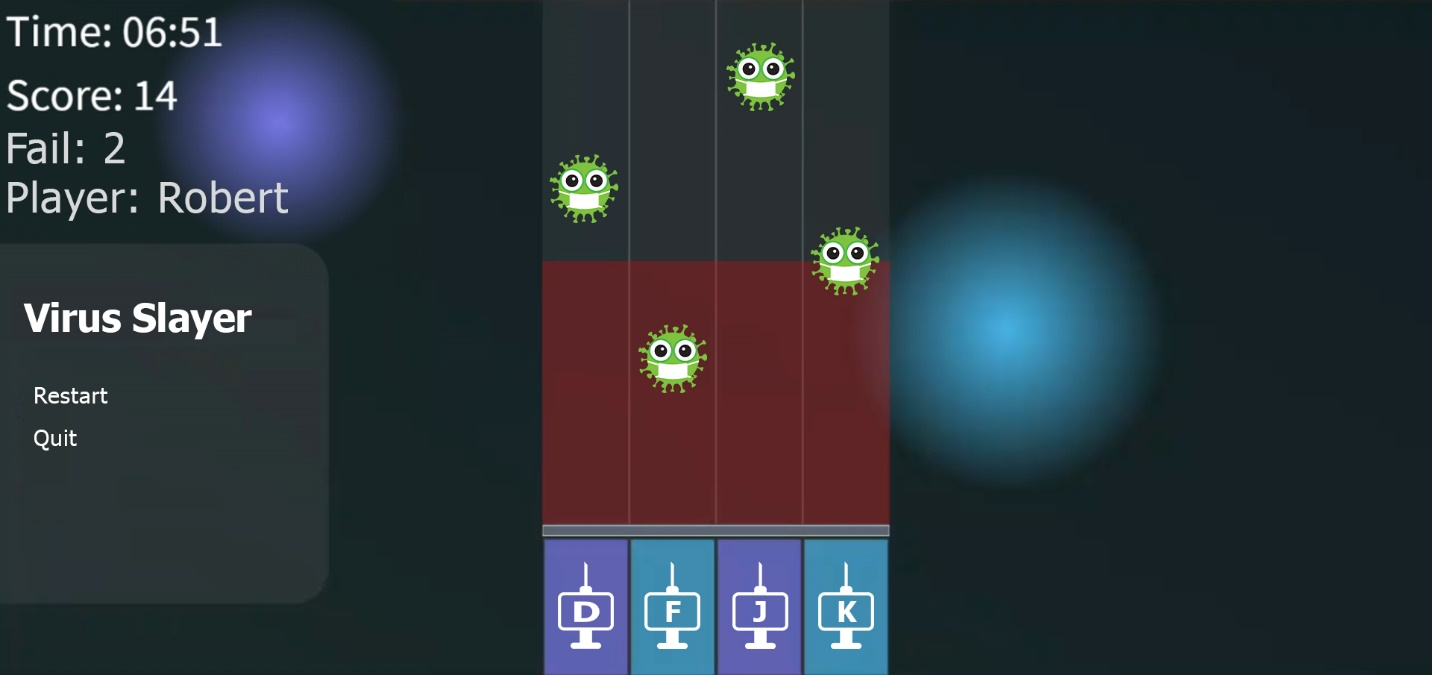 Time: 06:51
Score: 14
Fail: 2
Player: Robert
Virus Slayer
Restart
Quit
D F J K